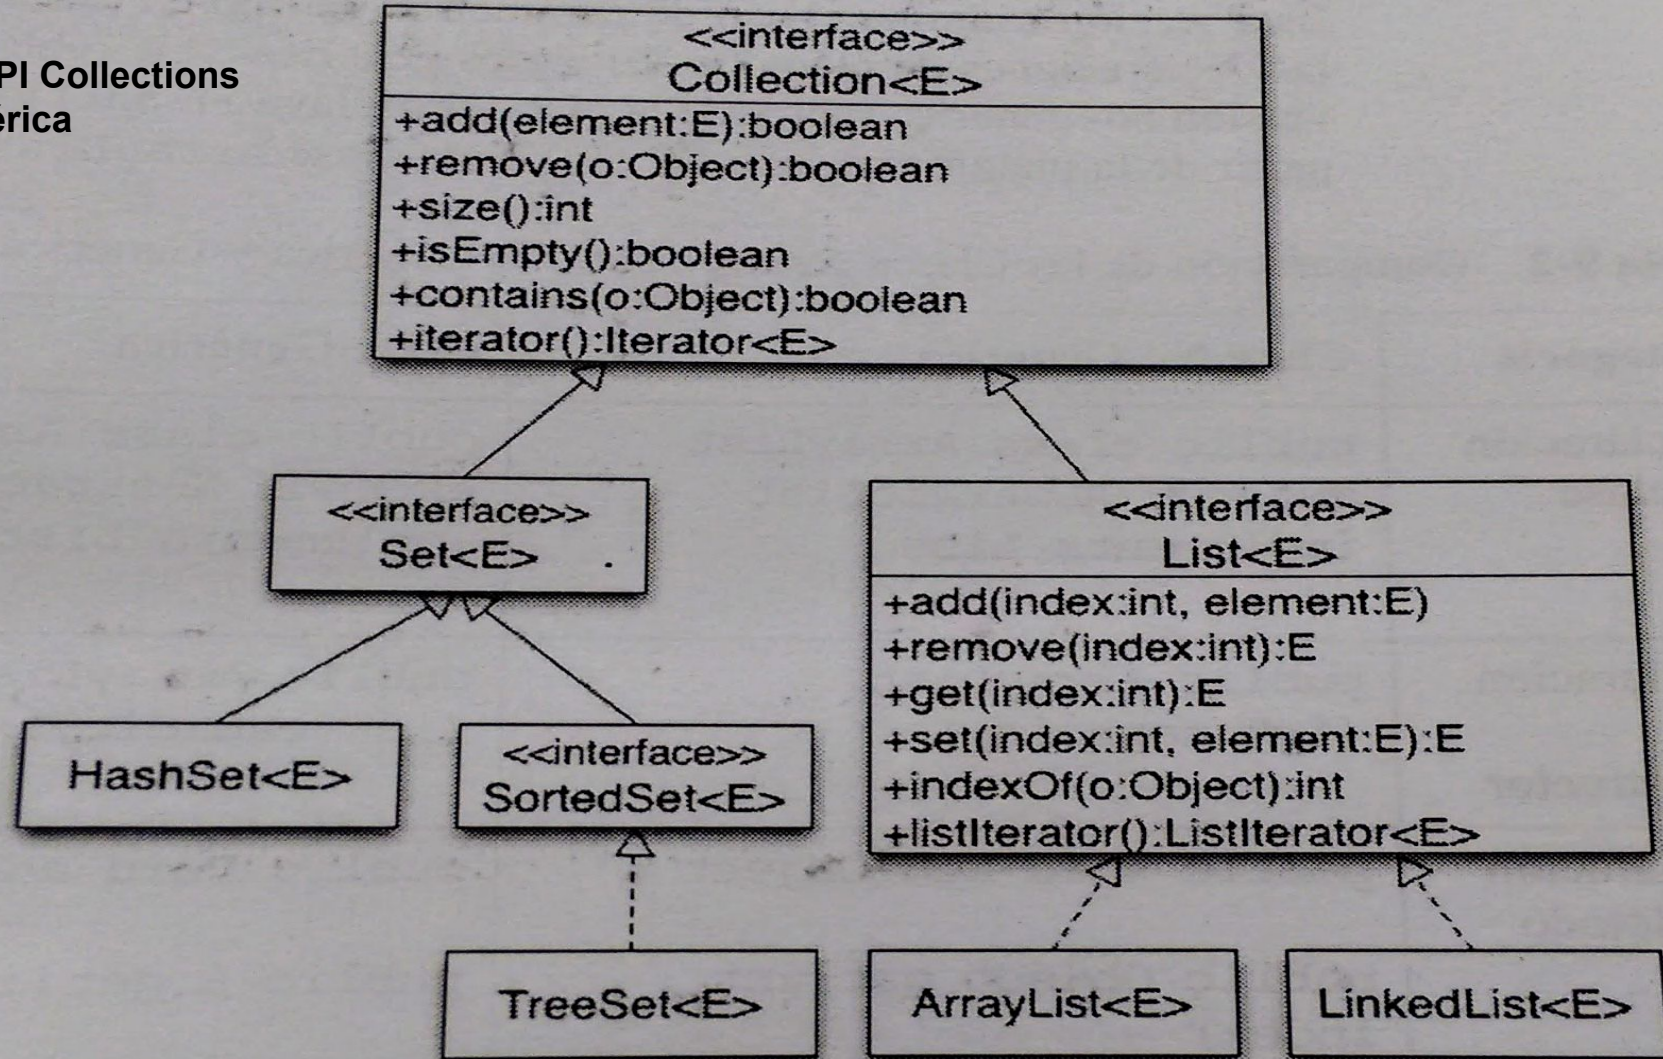 PI Collections
érica
<<interface>>
Collection<E>
+add(element:E):boolean
+remove(o:Object):boolean
+size():int
+isEmpty():boolean
+contains(o:Object):boolean
+iterator():Iterator<E>
<<interface>>
Set<E>
<<interface>>
List<E>
+add(index:int, element:E)
+remove(index:int):E
+get(index:int):E
+set(index:int, element:E):E
+indexOf(o:Object):int
+listIterator():ListIterator<E>
HashSet<E>
<<interface>>
SortedSet<E>
TreeSet<E>
ArrayList<E>
LinkedList<E>